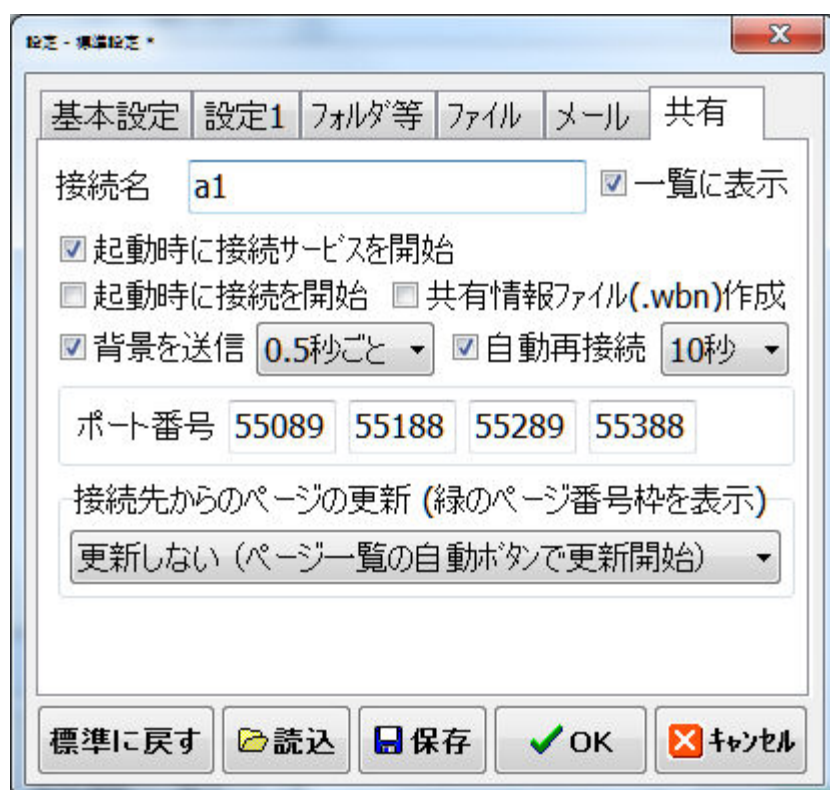 設定 - 標準設定 *
基本設定 設定1 フォルダ等 ファイル メール 共有
接続名 a1 一覧に表示
起動時に接続サービスを開始
起動時に接続を開始 共有情報ファイル(.wbn)作成
背景を送信 0.5秒ごと 自動再接続 10秒
ポート番号 55089 55188 55289 55388
接続先からのページの更新 (緑のページ番号枠を表示)
更新しない (ページ一覧の自動ボタンで更新開始)
標準に戻す 読込 保存 OK キャンセル